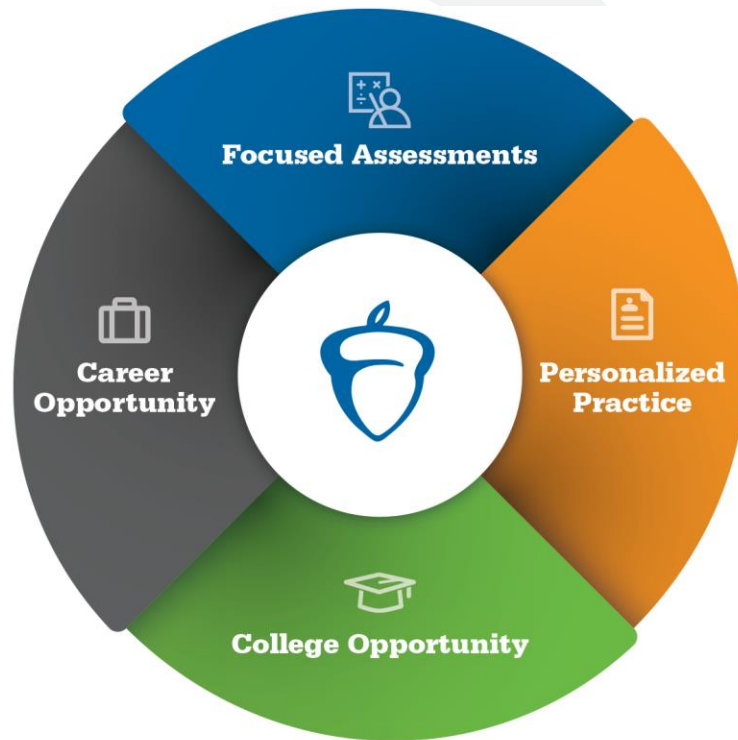 Focused Assessments
Career
Opportunity
Personalized
Practice
College Opportunity